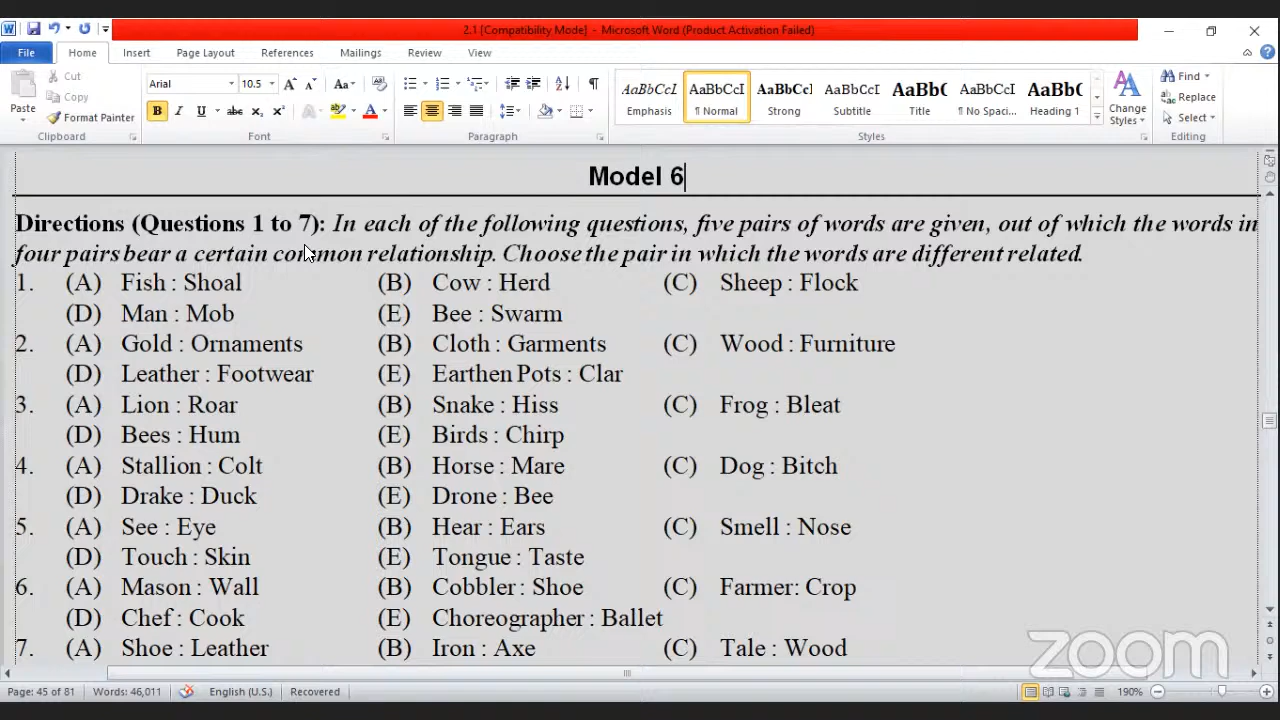 2.1 [Compatibility Mode] - Microsoft Word (Product Activation Failed)
File Home Insert Page Layout References Mailings Review View
Paste Cut Copy Format Painter
Arial 10.5
AaBbCcI AaBbCcI AaBbCcI AaBbCcI AaBb( AaBbCcI AaBb(
Emphasis ¶ Normal Strong Subtitle Title ¶ No Spaci... Heading 1
Change Styles
Find
Replace
Select
Clipboard Font Paragraph Styles Editing
Model 6
Directions (Questions 1 to 7): In each of the following questions, five pairs of words are given, out of which the words in
four pairs bear a certain common relationship. Choose the pair in which the words are different related.
1. (A) Fish : Shoal (B) Cow : Herd (C) Sheep : Flock
(D) Man : Mob (E) Bee : Swarm
2. (A) Gold : Ornaments (B) Cloth : Garments (C) Wood : Furniture
(D) Leather : Footwear (E) Earthen Pots : Clar
3. (A) Lion : Roar (B) Snake : Hiss (C) Frog : Bleat
(D) Bees : Hum (E) Birds : Chirp
4. (A) Stallion : Colt (B) Horse : Mare (C) Dog : Bitch
(D) Drake : Duck (E) Drone : Bee
5. (A) See : Eye (B) Hear : Ears (C) Smell : Nose
(D) Touch : Skin (E) Tongue : Taste
6. (A) Mason : Wall (B) Cobbler : Shoe (C) Farmer: Crop
(D) Chef : Cook (E) Choreographer : Ballet
7. (A) Shoe : Leather (B) Iron : Axe (C) Tale : Wood
zoom
Page: 45 of 81 Words: 46,011 English (U.S.) Recovered 190%